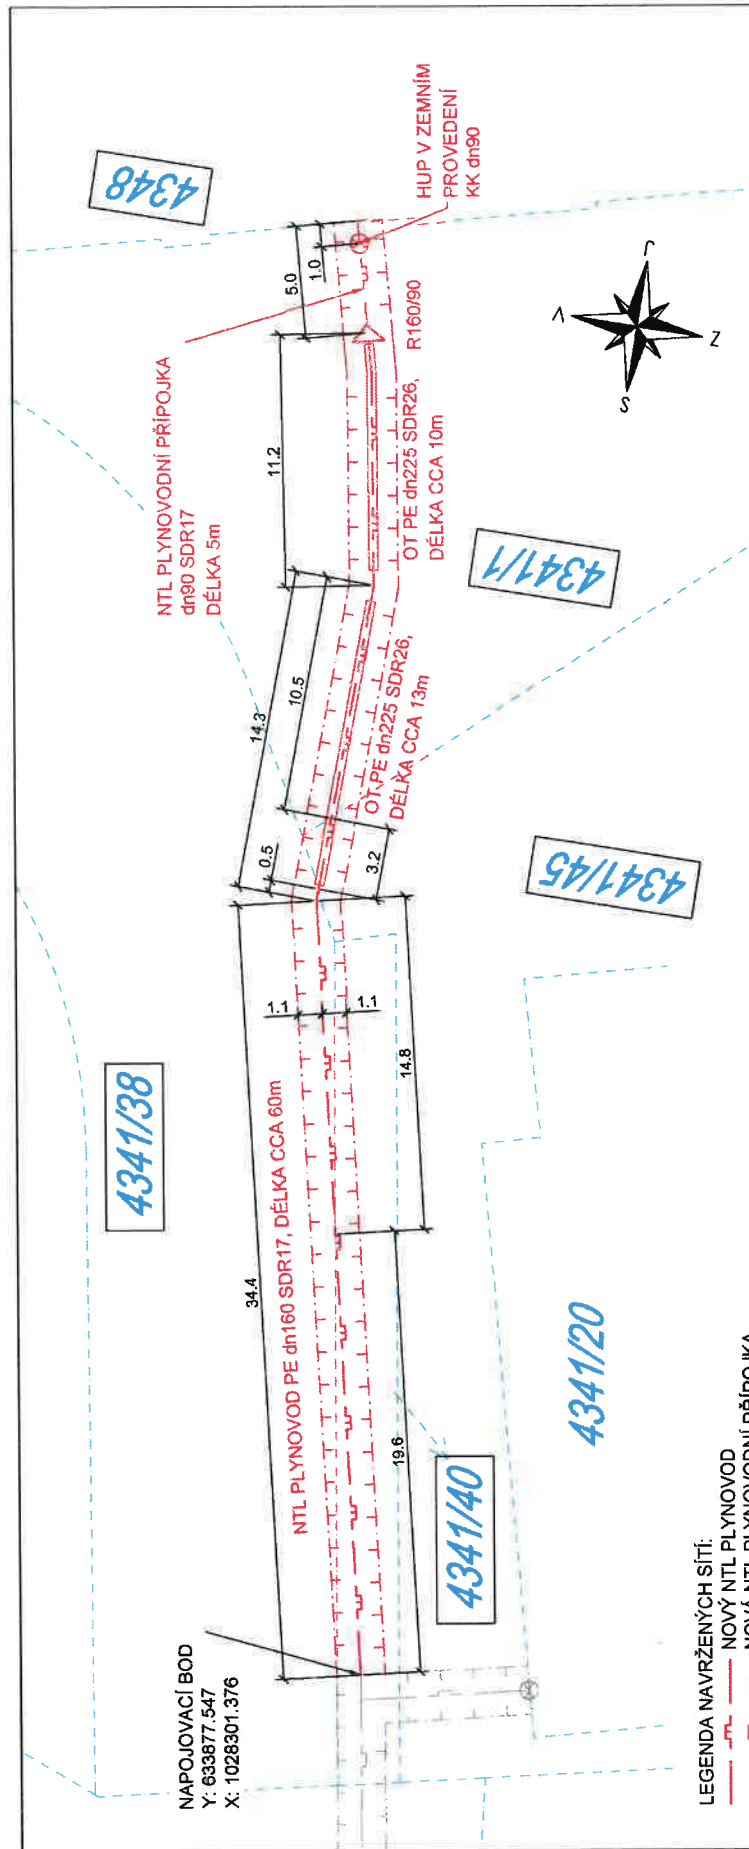 NAPOJOVACÍ BOD
Y: 633877.547
X: 1028301.376
4341/38
34.4
NTL PLYNOVOD PE dn160 SDR17, DÉLKA CCA 60m
1.1
1.1
19.6
14.8
4341/40
4341/20
14.3
0.5
10.5
3.2
OT PE dn225 SDR26,
DÉLKA CCA 13m
4341/45
NTL PLYNOVODNÍ PŘÍPOJKA
dn90 SDR17
DÉLKA 5m
11.2
5.0
1.0
OT PE dn225 SDR26,
DÉLKA CCA 10m
R160/90
4341/1
4348
HUP V ZEMNÍM
PROVEDENÍ
KK dn90
V
J
S
Z
LEGENDA NAVRŽENÝCH SÍTÍ:
NOVÝ NTL PLYNOVOD
NOVÁ NTL PLYNOVODNÍ PŘÍPOJKA